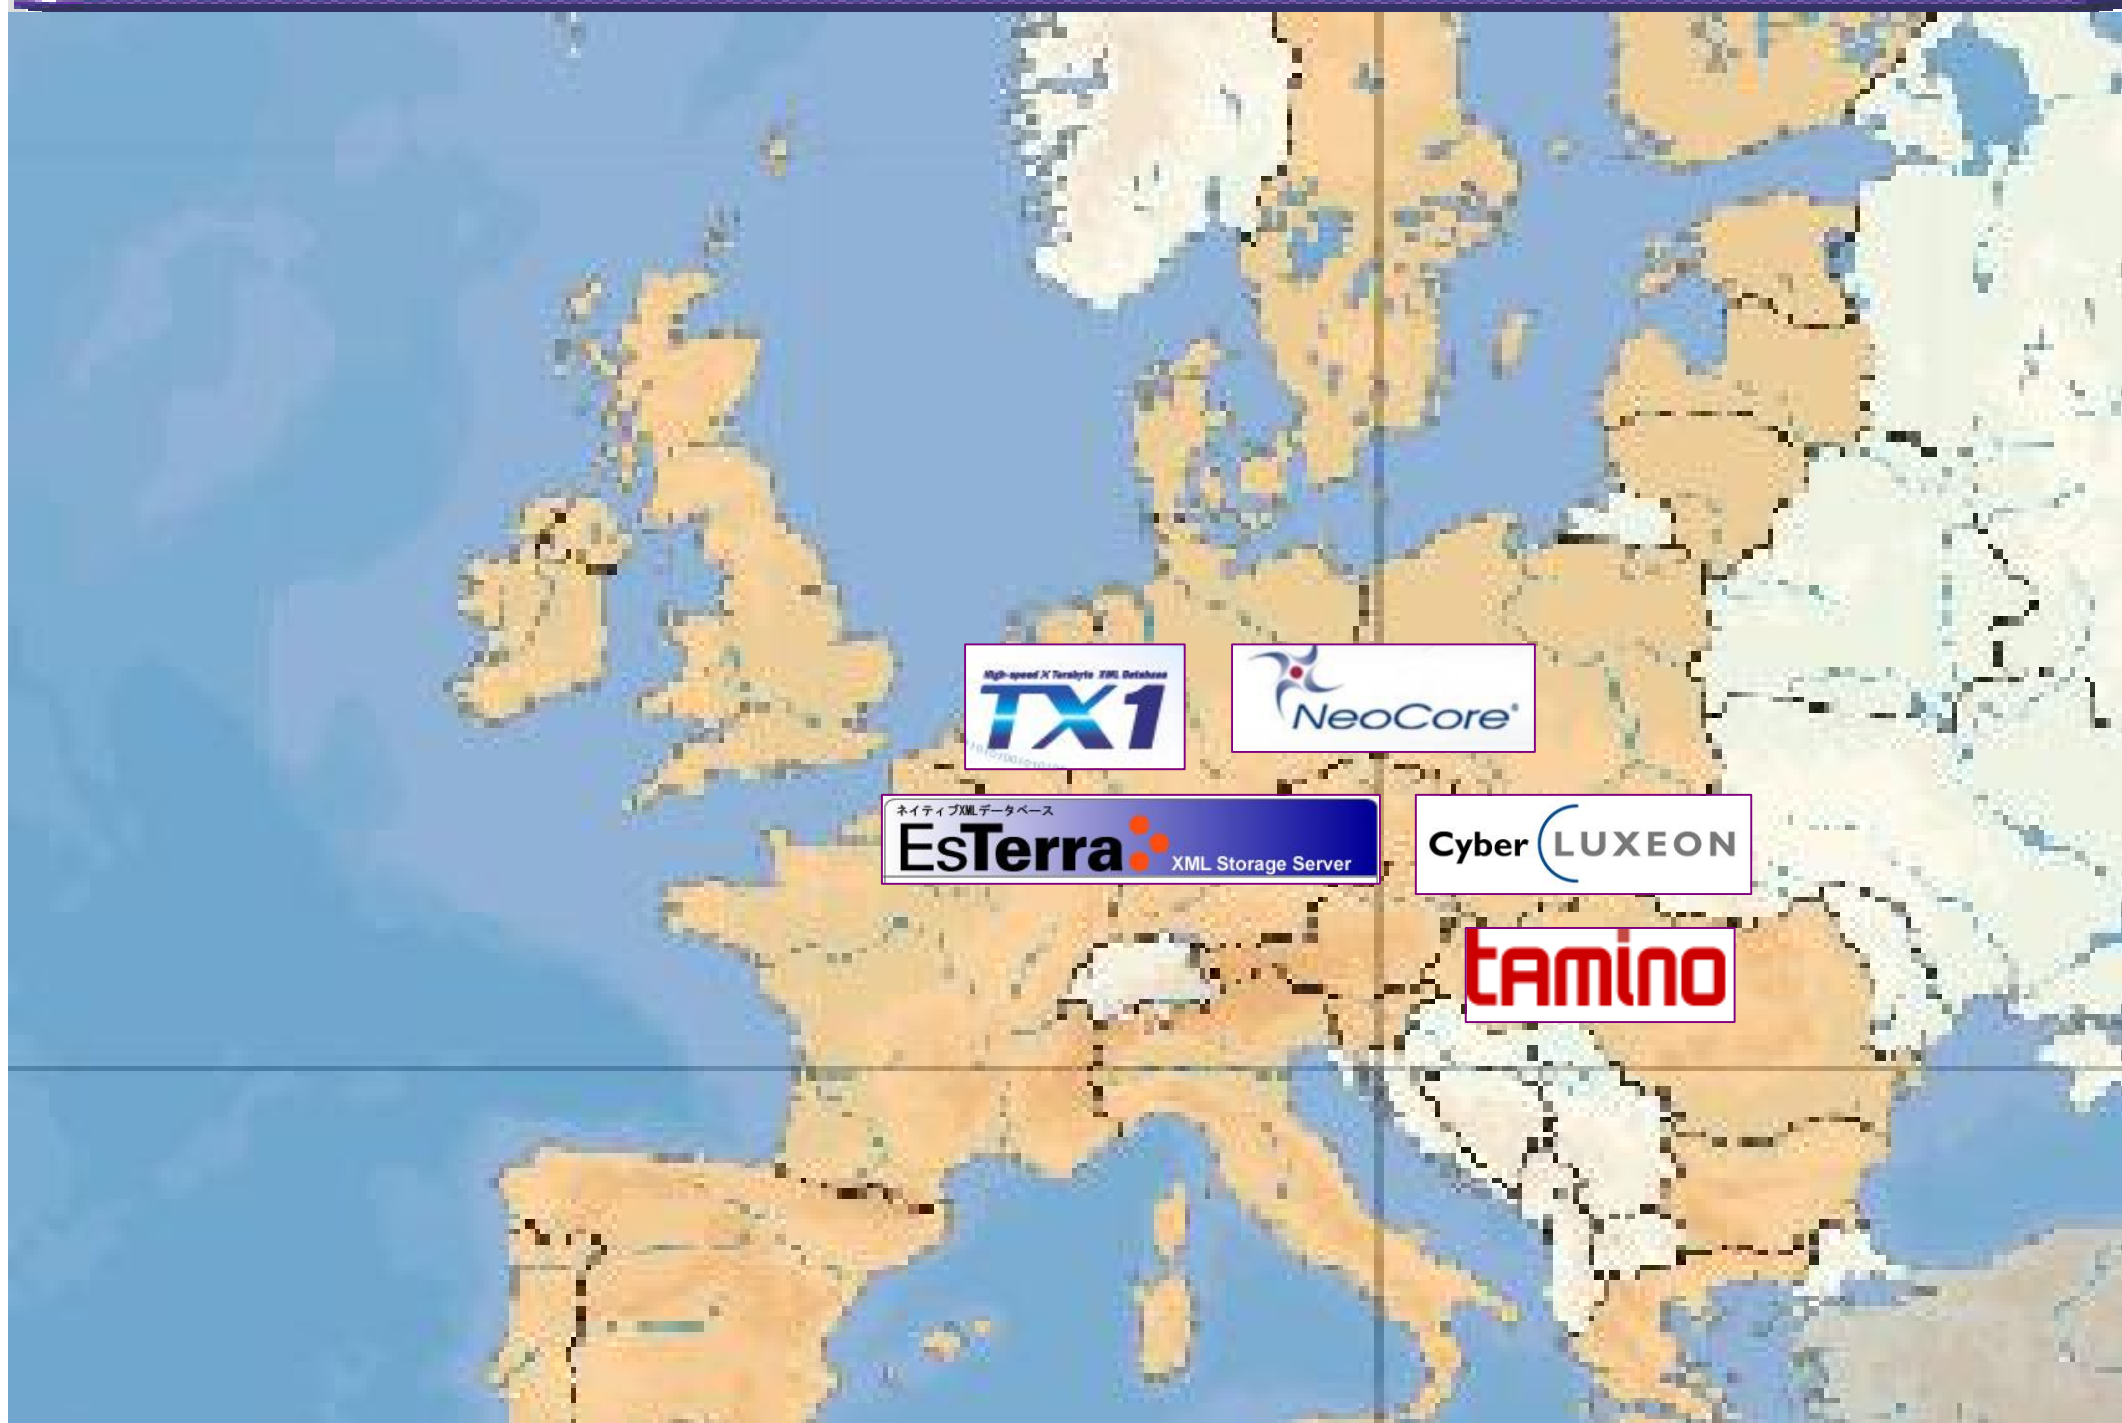 High-speed X Terabyte XML Database
TX1
NeoCore®
ネイティブXMLデータベース
EsTerra
XML Storage Server
Cyber LUXEON
tamino